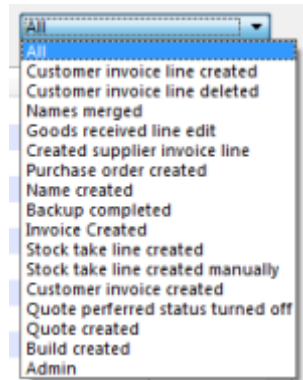 All
All
Customer invoice line created
Customer invoice line deleted
Names merged
Goods received line edit
Created supplier invoice line
Purchase order created
Name created
Backup completed
Invoice Created
Stock take line created
Stock take line created manually
Customer invoice created
Quote perferred status turned off
Quote created
Build created
Admin